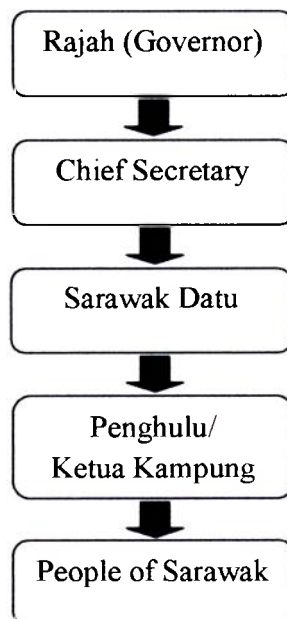 Rajah (Governor)
Chief Secretary
Sarawak Datu
Penghulu/
Ketua Kampung
People of Sarawak